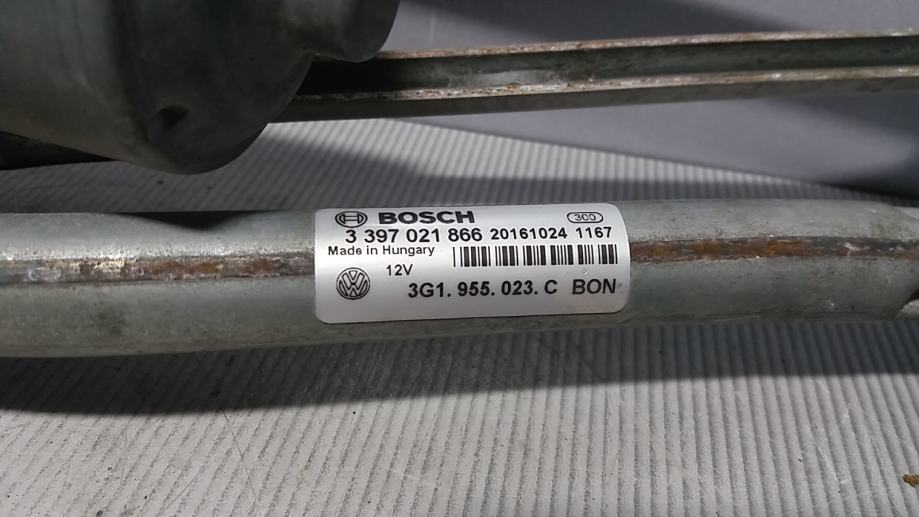 BOSCH 300
3 397 021 866 20161024 1167
Made in Hungary
12V
3G1. 955. 023. C BON